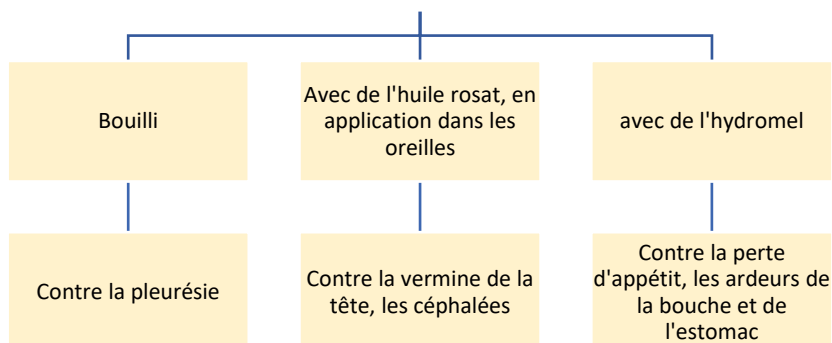 Bouilli
Avec de l'huile rosat, en
application dans les
oreilles
avec de l'hydromel
Contre la pleurésie
Contre la vermine de la
tête, les céphalées
Contre la perte
d'appétit, les ardeurs de
la bouche et de
l'estomac